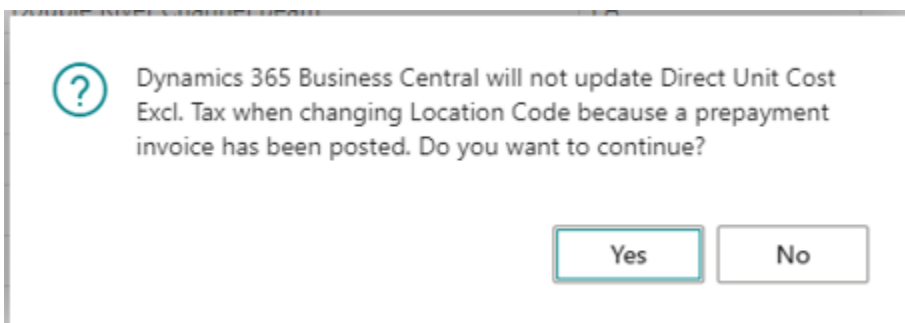 Dynamics 365 Business Central will not update Direct Unit Cost
Excl. Tax when changing Location Code because a prepayment
invoice has been posted. Do you want to continue?
Yes
No